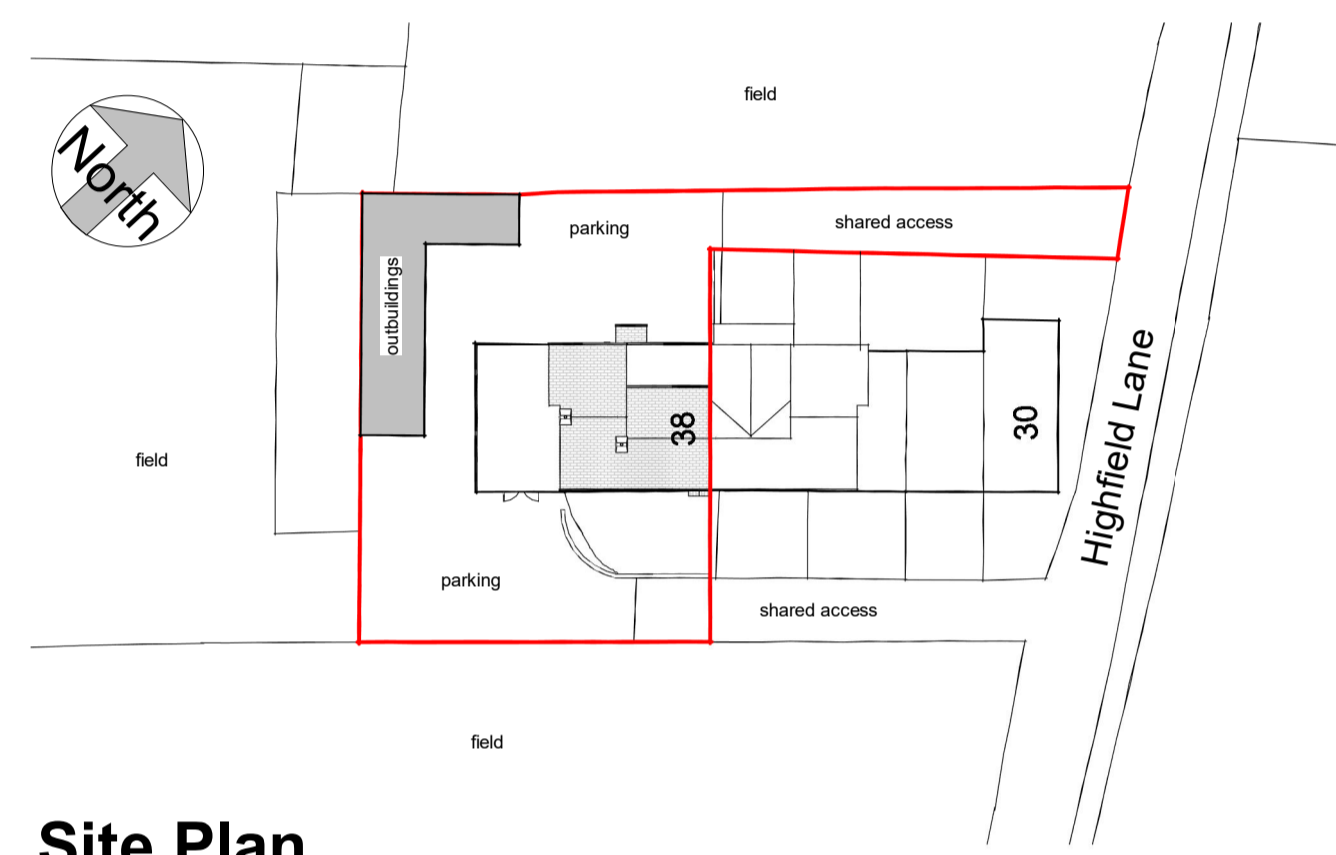 field
North
parking
shared access
outbuildings
38
30
Highfield Lane
field
parking
shared access
field
Site Plan